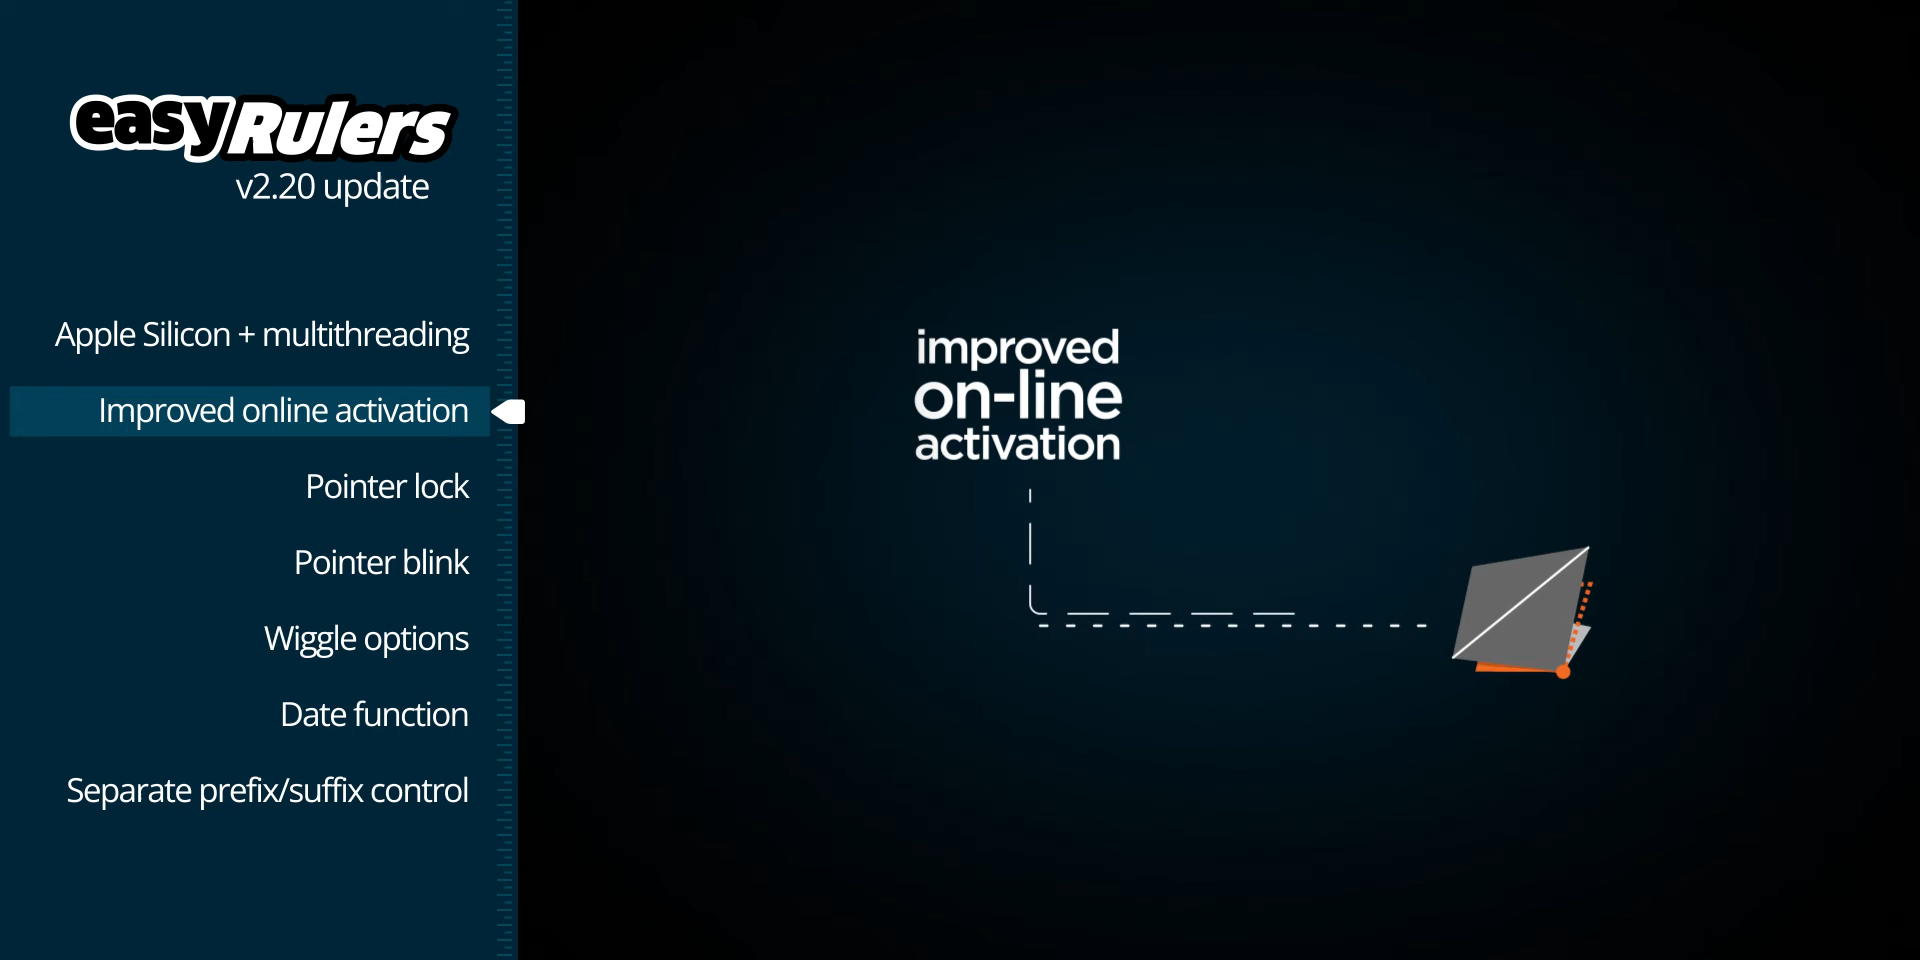 easyRulers
v2.20 update
Apple Silicon + multithreading
Improved online activation
Pointer lock
Pointer blink
Wiggle options
Date function
Separate prefix/suffix control
improved
on-line
activation